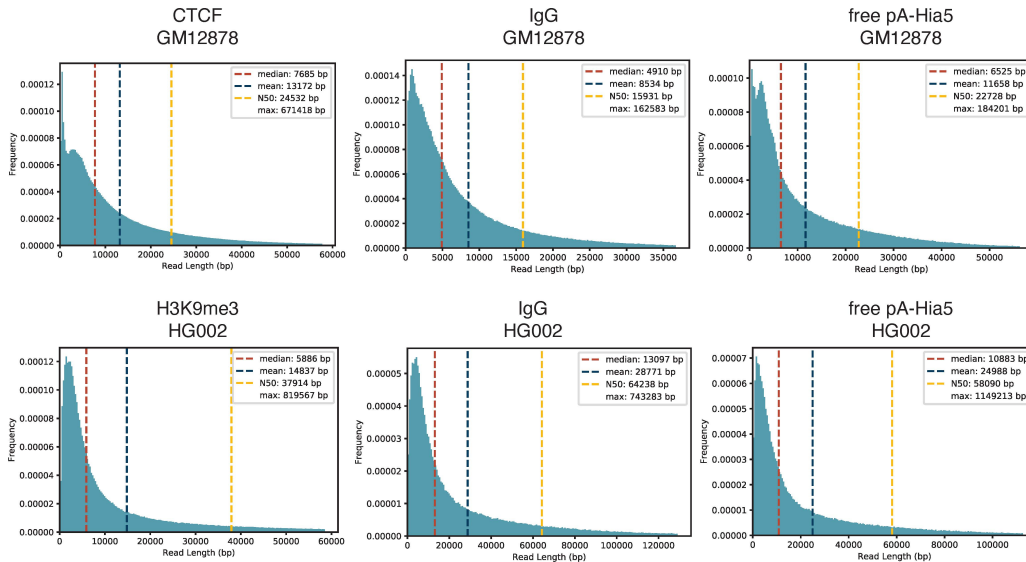 CTCF
GM12878
median: 7685 bp
mean: 13172 bp
N50: 24532 bp
max: 671418 bp
Frequency
0.00012
0.00010
0.00008
0.00006
0.00004
0.00002
0.00000
0
10000
20000
30000
40000
50000
60000
Read Length (bp)
IgG
GM12878
median: 4910 bp
mean: 8534 bp
N50: 15931 bp
max: 162583 bp
Frequency
0.00014
0.00012
0.00010
0.00008
0.00006
0.00004
0.00002
0.00000
0
5000
10000
15000
20000
25000
30000
35000
Read Length (bp)
free pA-Hia5
GM12878
median: 6525 bp
mean: 11658 bp
N50: 22728 bp
max: 184201 bp
Frequency
0.00010
0.00008
0.00006
0.00004
0.00002
0.00000
0
10000
20000
30000
40000
50000
Read Length (bp)
H3K9me3
HG002
median: 5886 bp
mean: 14837 bp
N50: 37914 bp
max: 819567 bp
Frequency
0.00012
0.00010
0.00008
0.00006
0.00004
0.00002
0.00000
0
10000
20000
30000
40000
50000
60000
Read Length (bp)
IgG
HG002
median: 13097 bp
mean: 28771 bp
N50: 64238 bp
max: 743283 bp
Frequency
0.00005
0.00004
0.00003
0.00002
0.00001
0.00000
0
20000
40000
60000
80000
100000
120000
Read Length (bp)
free pA-Hia5
HG002
median: 10883 bp
mean: 24988 bp
N50: 58090 bp
max: 1149213 bp
Frequency
0.00007
0.00006
0.00005
0.00004
0.00003
0.00002
0.00001
0.00000
0
20000
40000
60000
80000
100000
Read Length (bp)